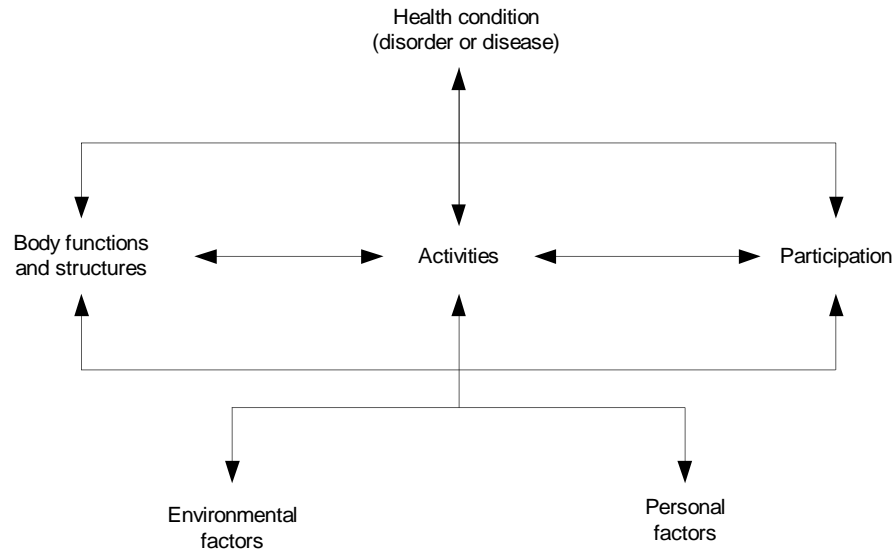 Health condition
(disorder or disease)
Body functions
and structures
Activities
Participation
Environmental
factors
Personal
factors